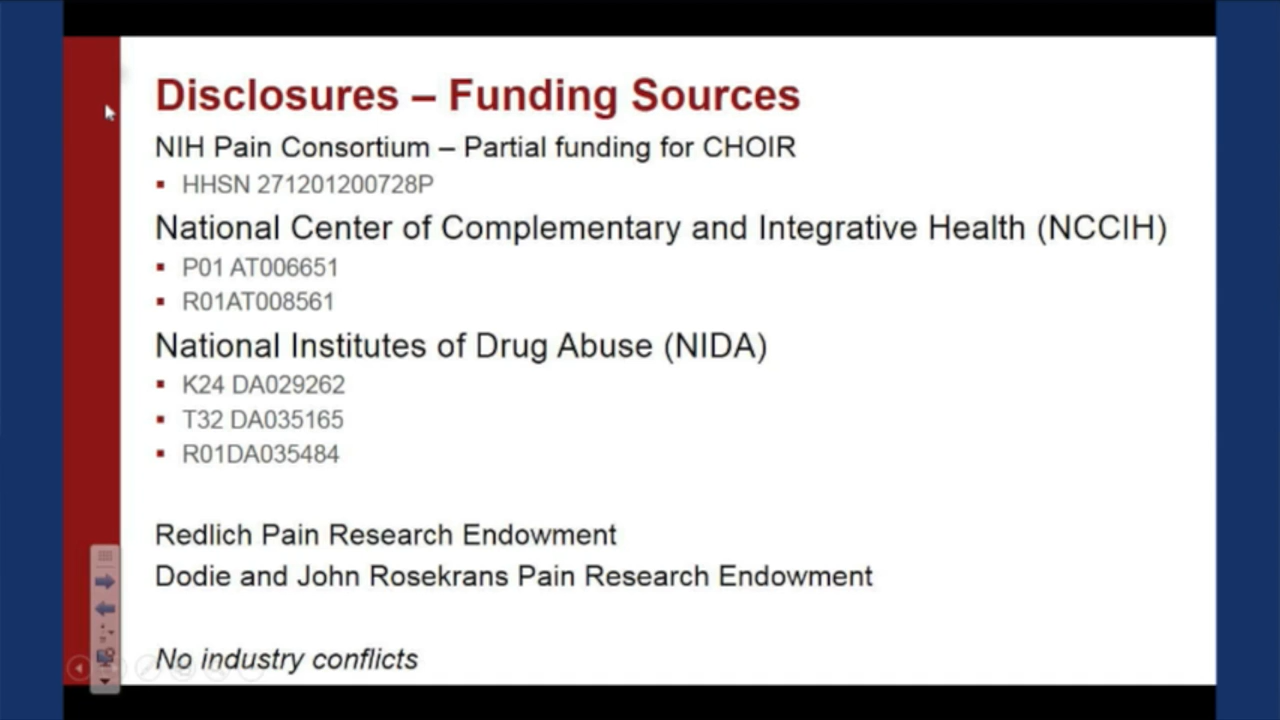 Disclosures – Funding Sources
NIH Pain Consortium – Partial funding for CHOIR
▪ HHSN 271201200728P
National Center of Complementary and Integrative Health (NCCIH)
▪ P01 AT006651
▪ R01AT008561
National Institutes of Drug Abuse (NIDA)
▪ K24 DA029262
▪ T32 DA035165
▪ R01DA035484
Redlich Pain Research Endowment
Dodie and John Rosekrans Pain Research Endowment
No industry conflicts